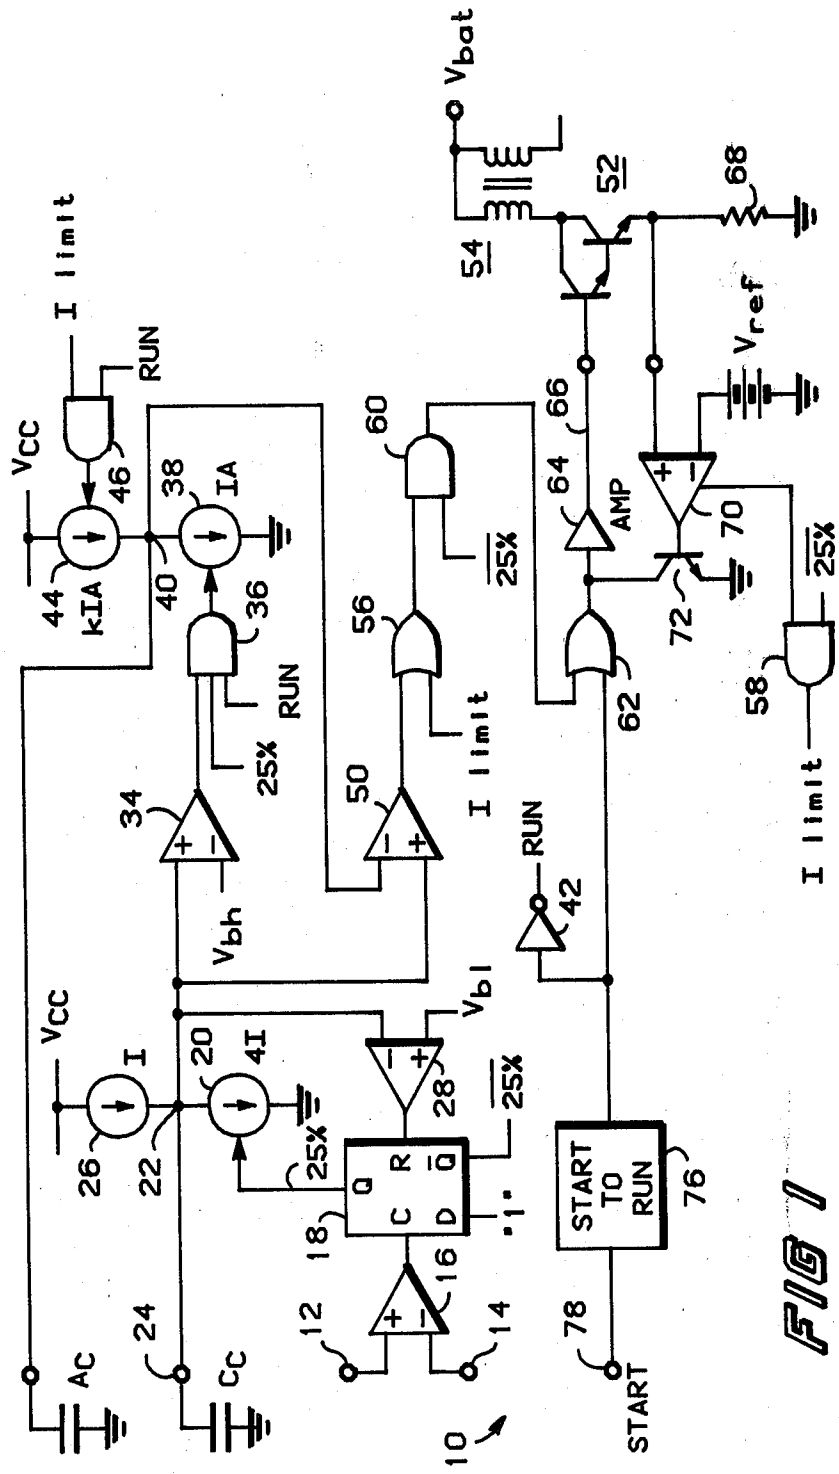 I limit
VCC
RUN
46
44
kIA
40
38
IA
36
RUN
25%
34
Vbh
VCC
I
26
22
20
4I
25%
AC
24
CC
60
56
25%
I limit
50
28
Vbl
18
Q
R
C
Q
D
25%
"1"
16
12
14
10
Vbat
54
52
68
66
64
AMP
Vref
70
72
62
25%
58
I limit
RUN
42
START
TO
RUN
76
78
START
FIG 1
+
-
-
+
-
+
+
-
+
-